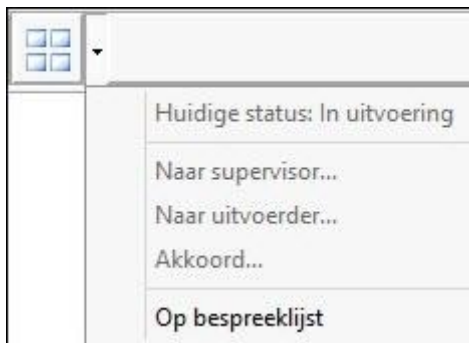 Huidige status: In uitvoering
Naar supervisor...
Naar uitvoerder...
Akkoord...
Op bespreeklijst